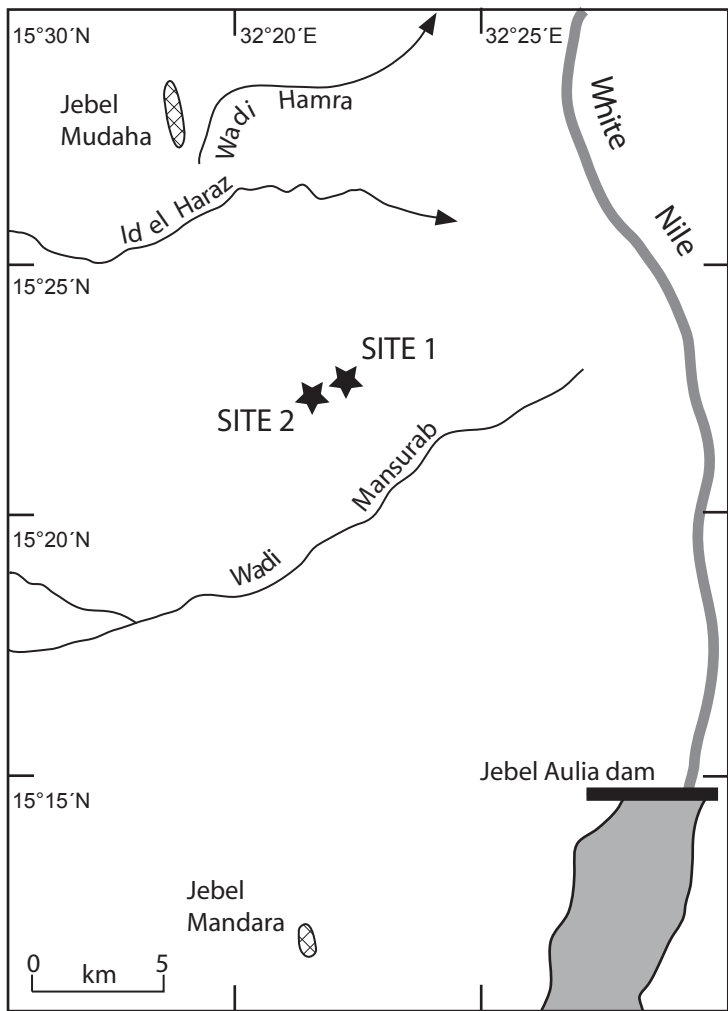 15°30´N
32°20´E
32°25´E
Jebel
Mudaha
Wadi Hamra
White Nile
Id el Haraz
15°25´N
SITE 1
SITE 2
Wadi Mansurab
15°20´N
Jebel Aulia dam
15°15´N
Jebel
Mandara
0 km 5